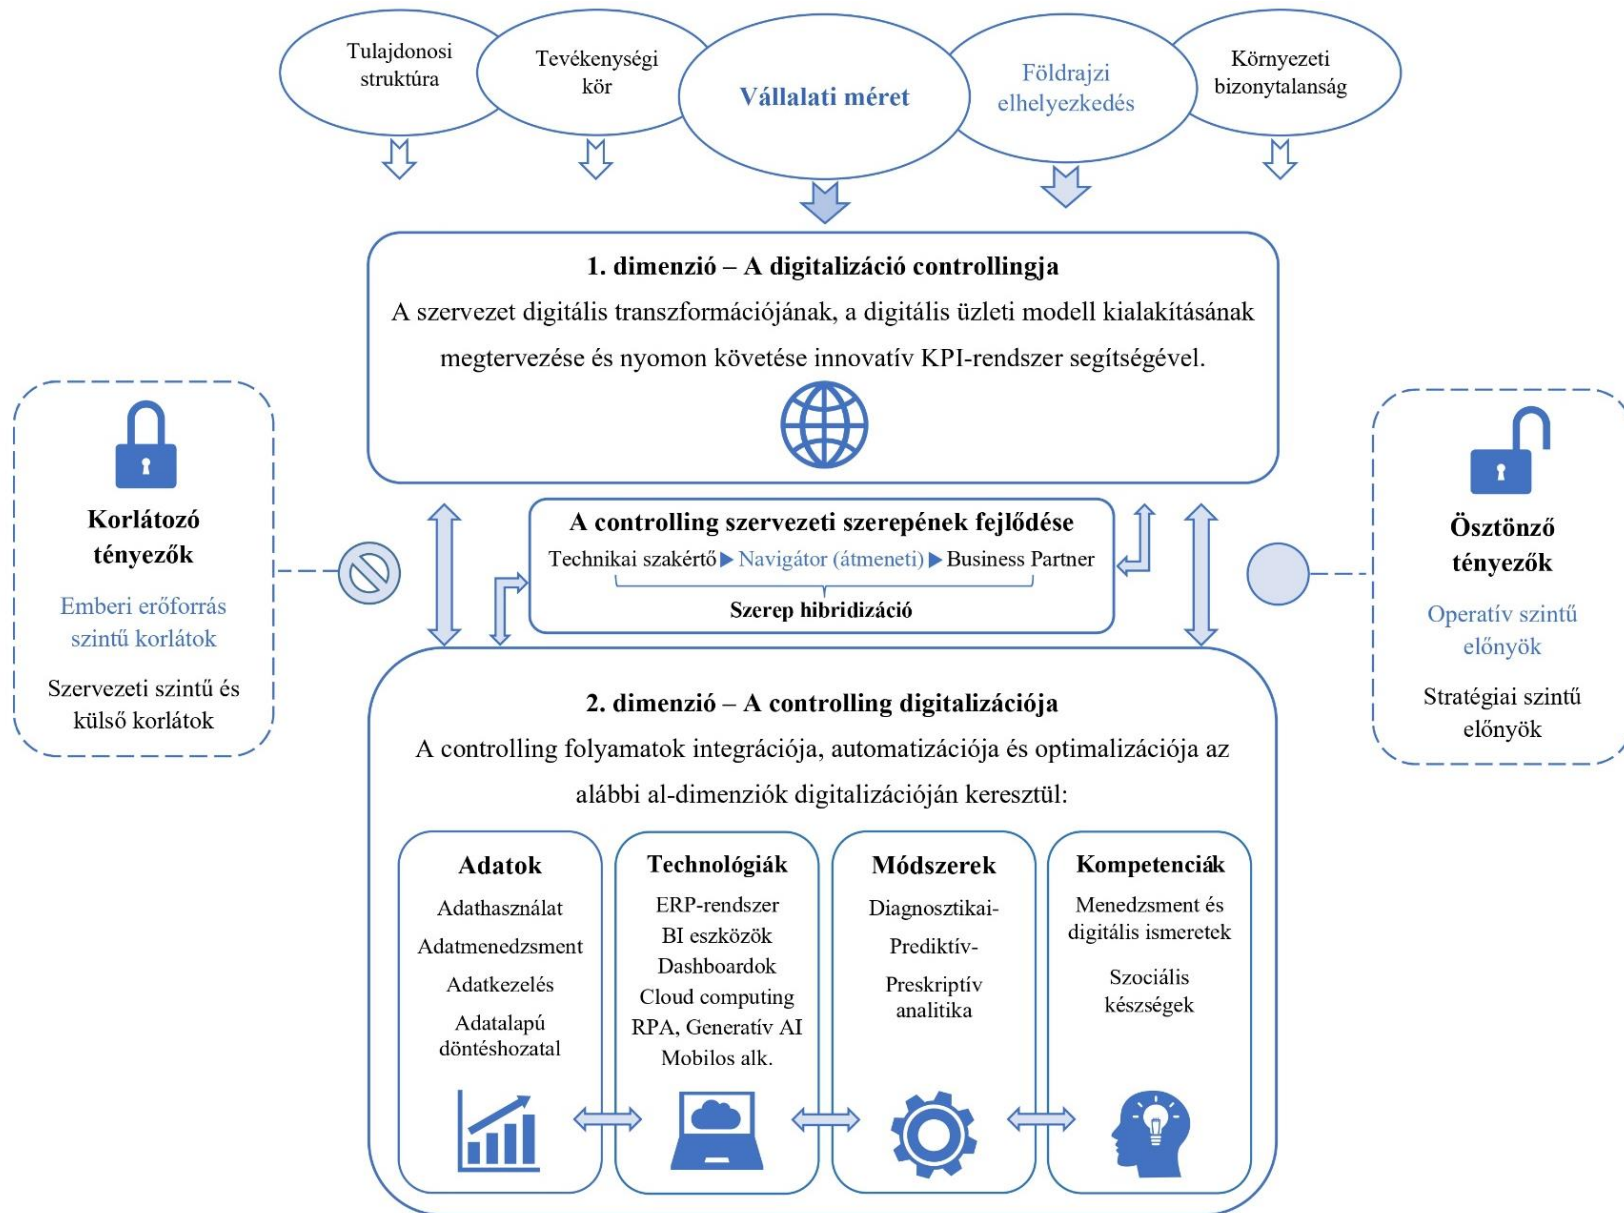 Tulajdonosi
struktúra
Tevékenységi
kör
Vállalati méret
Földrajzi
elhelyezkedés
Környezeti
bizonytalanság
1. dimenzió – A digitalizáció controllingja
A szervezet digitális transzformációjának, a digitális üzleti modell kialakításának
megtervezése és nyomon követése innovatív KPI-rendszer segítségével.
Korlátozó
tényezők
Emberi erőforrás
szintű korlátok
Szervezeti szintű és
külső korlátok
A controlling szervezeti szerepének fejlődése
Technikai szakértő Navigátor (átmeneti) Business Partner
Szerep hibridizáció
Ösztönző
tényezők
Operatív szintű
előnyök
Stratégiai szintű
előnyök
2. dimenzió – A controlling digitalizációja
A controlling folyamatok integrációja, automatizációja és optimalizációja az
alábbi al-dimenziók digitalizációján keresztül:
Adatok
Adathasználat
Adatmenedzsment
Adatkezelés
Adatalapú
döntéshozatal
Technológiák
ERP-rendszer
BI eszközök
Dashboardok
Cloud computing
RPA, Generatív AI
Mobilos alk.
Módszerek
Diagnosztikai-
Prediktív-
Preskriptív
analitika
Kompetenciák
Menedzsment és
digitális ismeretek
Szociális
készségek